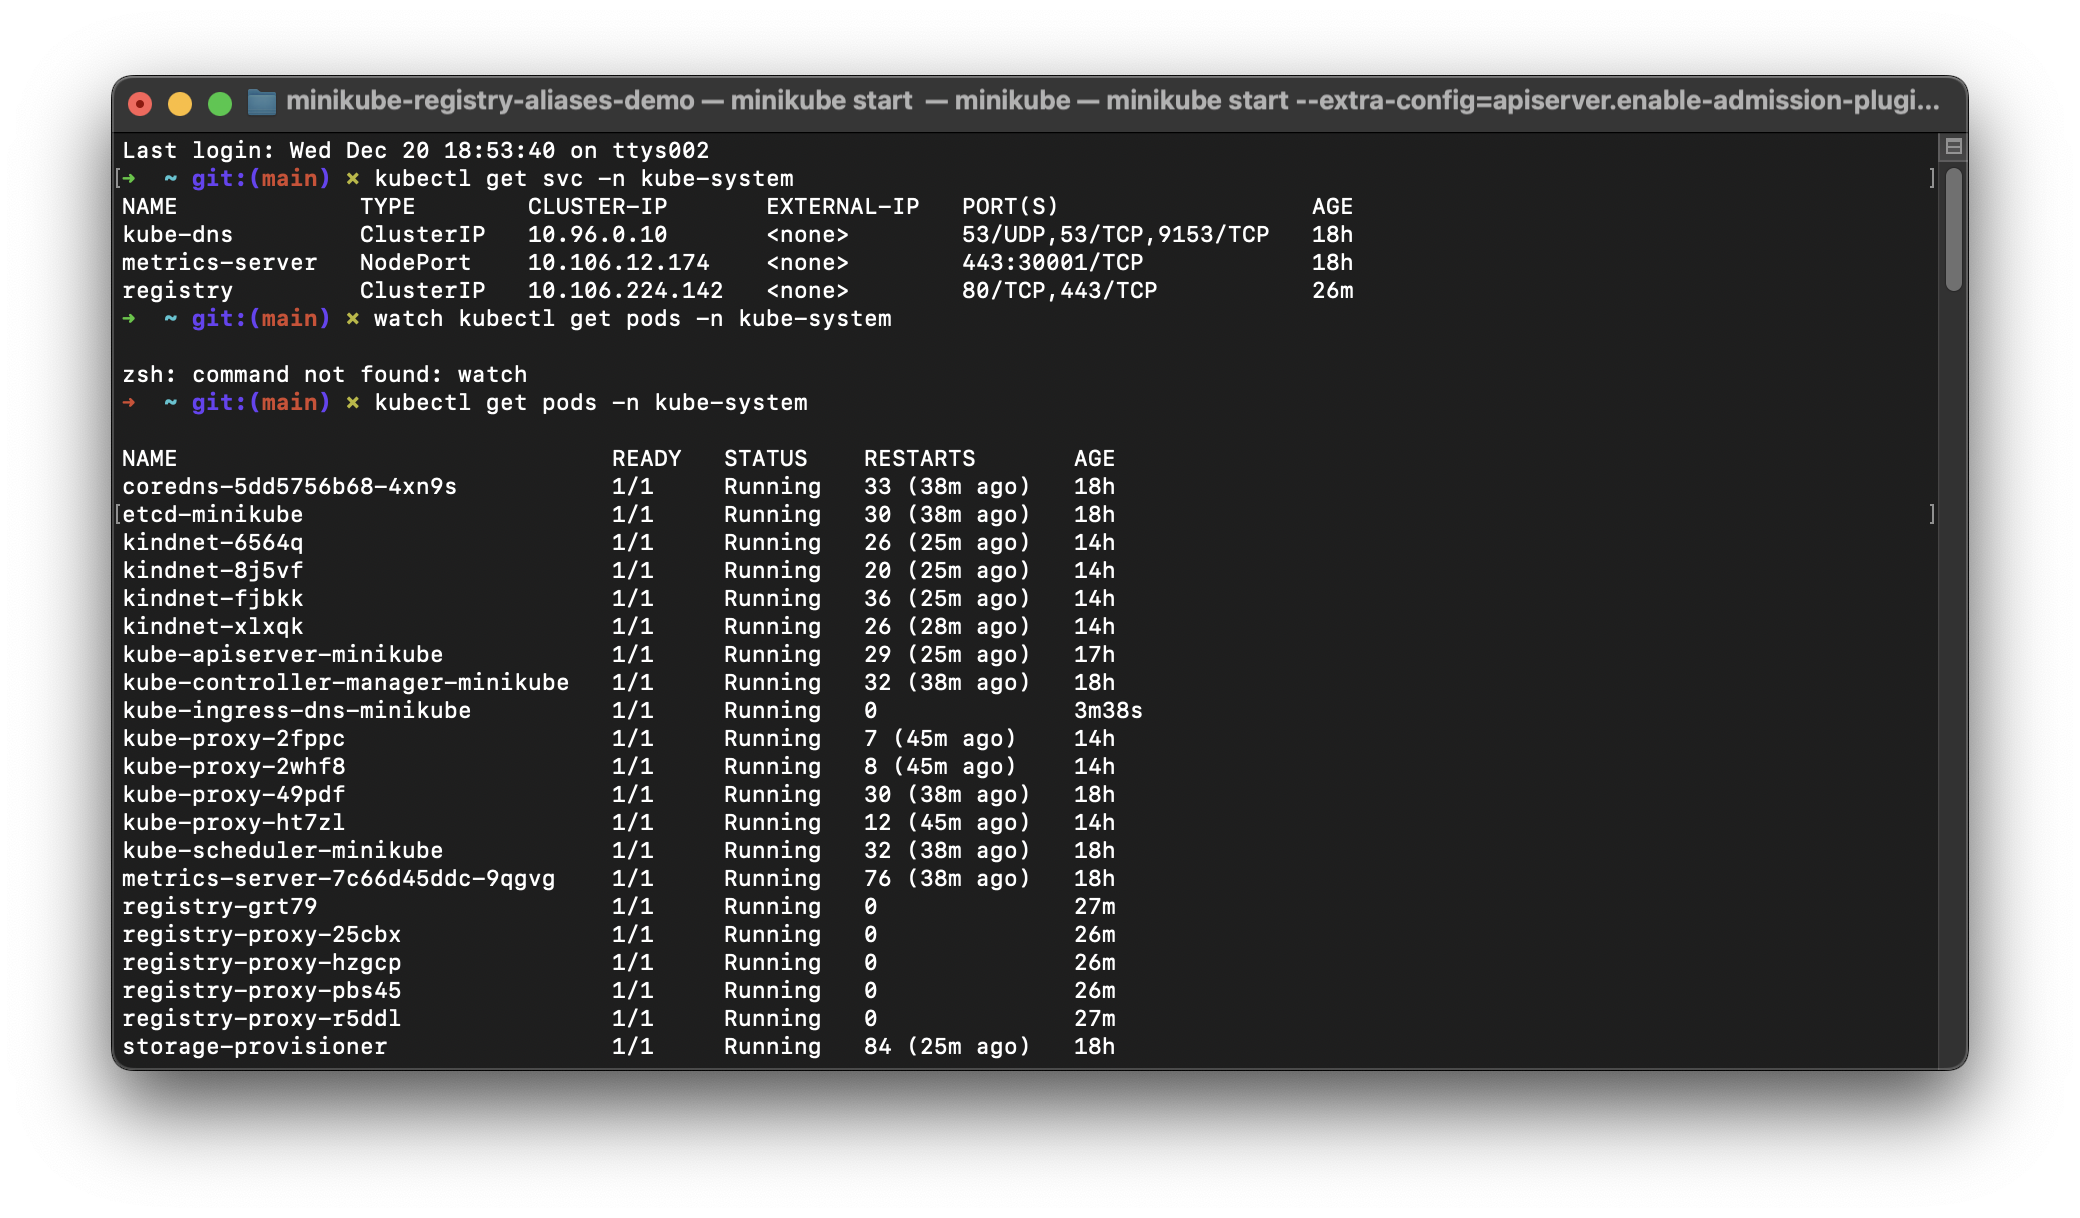 minikube-registry-aliases-demo — minikube start — minikube — minikube start --extra-config=apiserver.enable-admission-plugi...
Last login: Wed Dec 20 18:53:40 on ttys002
[➜  ~ git:(main) ✗ kubectl get svc -n kube-system ]
NAME             TYPE        CLUSTER-IP       EXTERNAL-IP   PORT(S)                  AGE
kube-dns         ClusterIP   10.96.0.10       <none>        53/UDP,53/TCP,9153/TCP   18h
metrics-server   NodePort    10.106.12.174    <none>        443:30001/TCP            18h
registry         ClusterIP   10.106.224.142   <none>        80/TCP,443/TCP           26m
➜  ~ git:(main) ✗ watch kubectl get pods -n kube-system
zsh: command not found: watch
➜  ~ git:(main) ✗ kubectl get pods -n kube-system
NAME                               READY   STATUS    RESTARTS       AGE
coredns-5dd5756b68-4xn9s           1/1     Running   33 (38m ago)   18h
[etcd-minikube                      1/1     Running   30 (38m ago)   18h ]
kindnet-6564q                      1/1     Running   26 (25m ago)   14h
kindnet-8j5vf                      1/1     Running   20 (25m ago)   14h
kindnet-fjbkk                      1/1     Running   36 (25m ago)   14h
kindnet-xlxqk                      1/1     Running   26 (28m ago)   14h
kube-apiserver-minikube            1/1     Running   29 (25m ago)   17h
kube-controller-manager-minikube   1/1     Running   32 (38m ago)   18h
kube-ingress-dns-minikube          1/1     Running   0              3m38s
kube-proxy-2fppc                   1/1     Running   7 (45m ago)    14h
kube-proxy-2whf8                   1/1     Running   8 (45m ago)    14h
kube-proxy-49pdf                   1/1     Running   30 (38m ago)   18h
kube-proxy-ht7zl                   1/1     Running   12 (45m ago)   14h
kube-scheduler-minikube            1/1     Running   32 (38m ago)   18h
metrics-server-7c66d45ddc-9qgvg    1/1     Running   76 (38m ago)   18h
registry-grt79                     1/1     Running   0              27m
registry-proxy-25cbx               1/1     Running   0              26m
registry-proxy-hzgcp               1/1     Running   0              26m
registry-proxy-pbs45               1/1     Running   0              26m
registry-proxy-r5ddl               1/1     Running   0              27m
storage-provisioner                1/1     Running   84 (25m ago)   18h